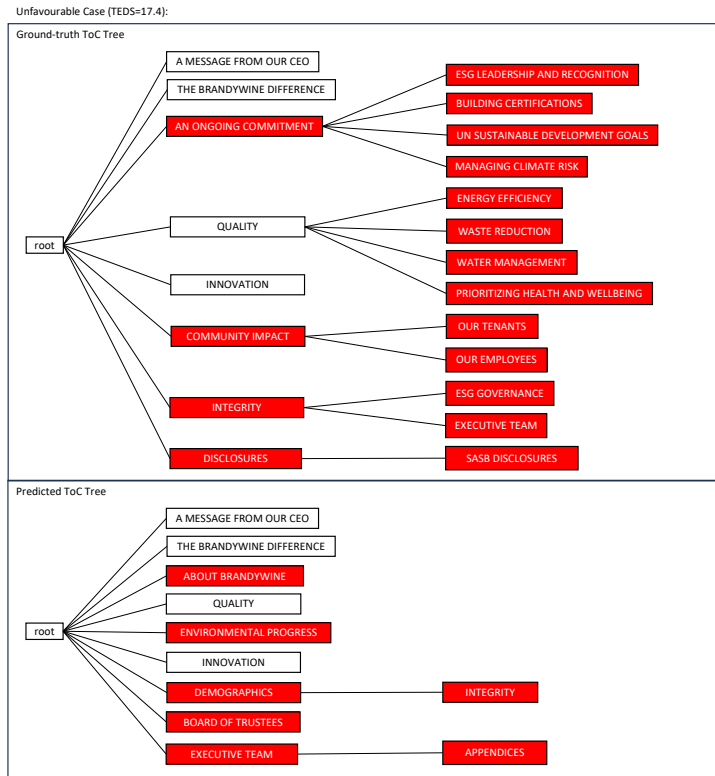 Unfavourable Case (TEDS=17.4):
Ground-truth ToC Tree
root
A MESSAGE FROM OUR CEO
THE BRANDYWINE DIFFERENCE
AN ONGOING COMMITMENT
ESG LEADERSHIP AND RECOGNITION
BUILDING CERTIFICATIONS
UN SUSTAINABLE DEVELOPMENT GOALS
MANAGING CLIMATE RISK
QUALITY
ENERGY EFFICIENCY
WASTE REDUCTION
WATER MANAGEMENT
PRIORITIZING HEALTH AND WELLBEING
INNOVATION
COMMUNITY IMPACT
OUR TENANTS
OUR EMPLOYEES
INTEGRITY
ESG GOVERNANCE
EXECUTIVE TEAM
DISCLOSURES
SASB DISCLOSURES
Predicted ToC Tree
root
A MESSAGE FROM OUR CEO
THE BRANDYWINE DIFFERENCE
ABOUT BRANDYWINE
QUALITY
ENVIRONMENTAL PROGRESS
INNOVATION
DEMOGRAPHICS
INTEGRITY
BOARD OF TRUSTEES
EXECUTIVE TEAM
APPENDICES